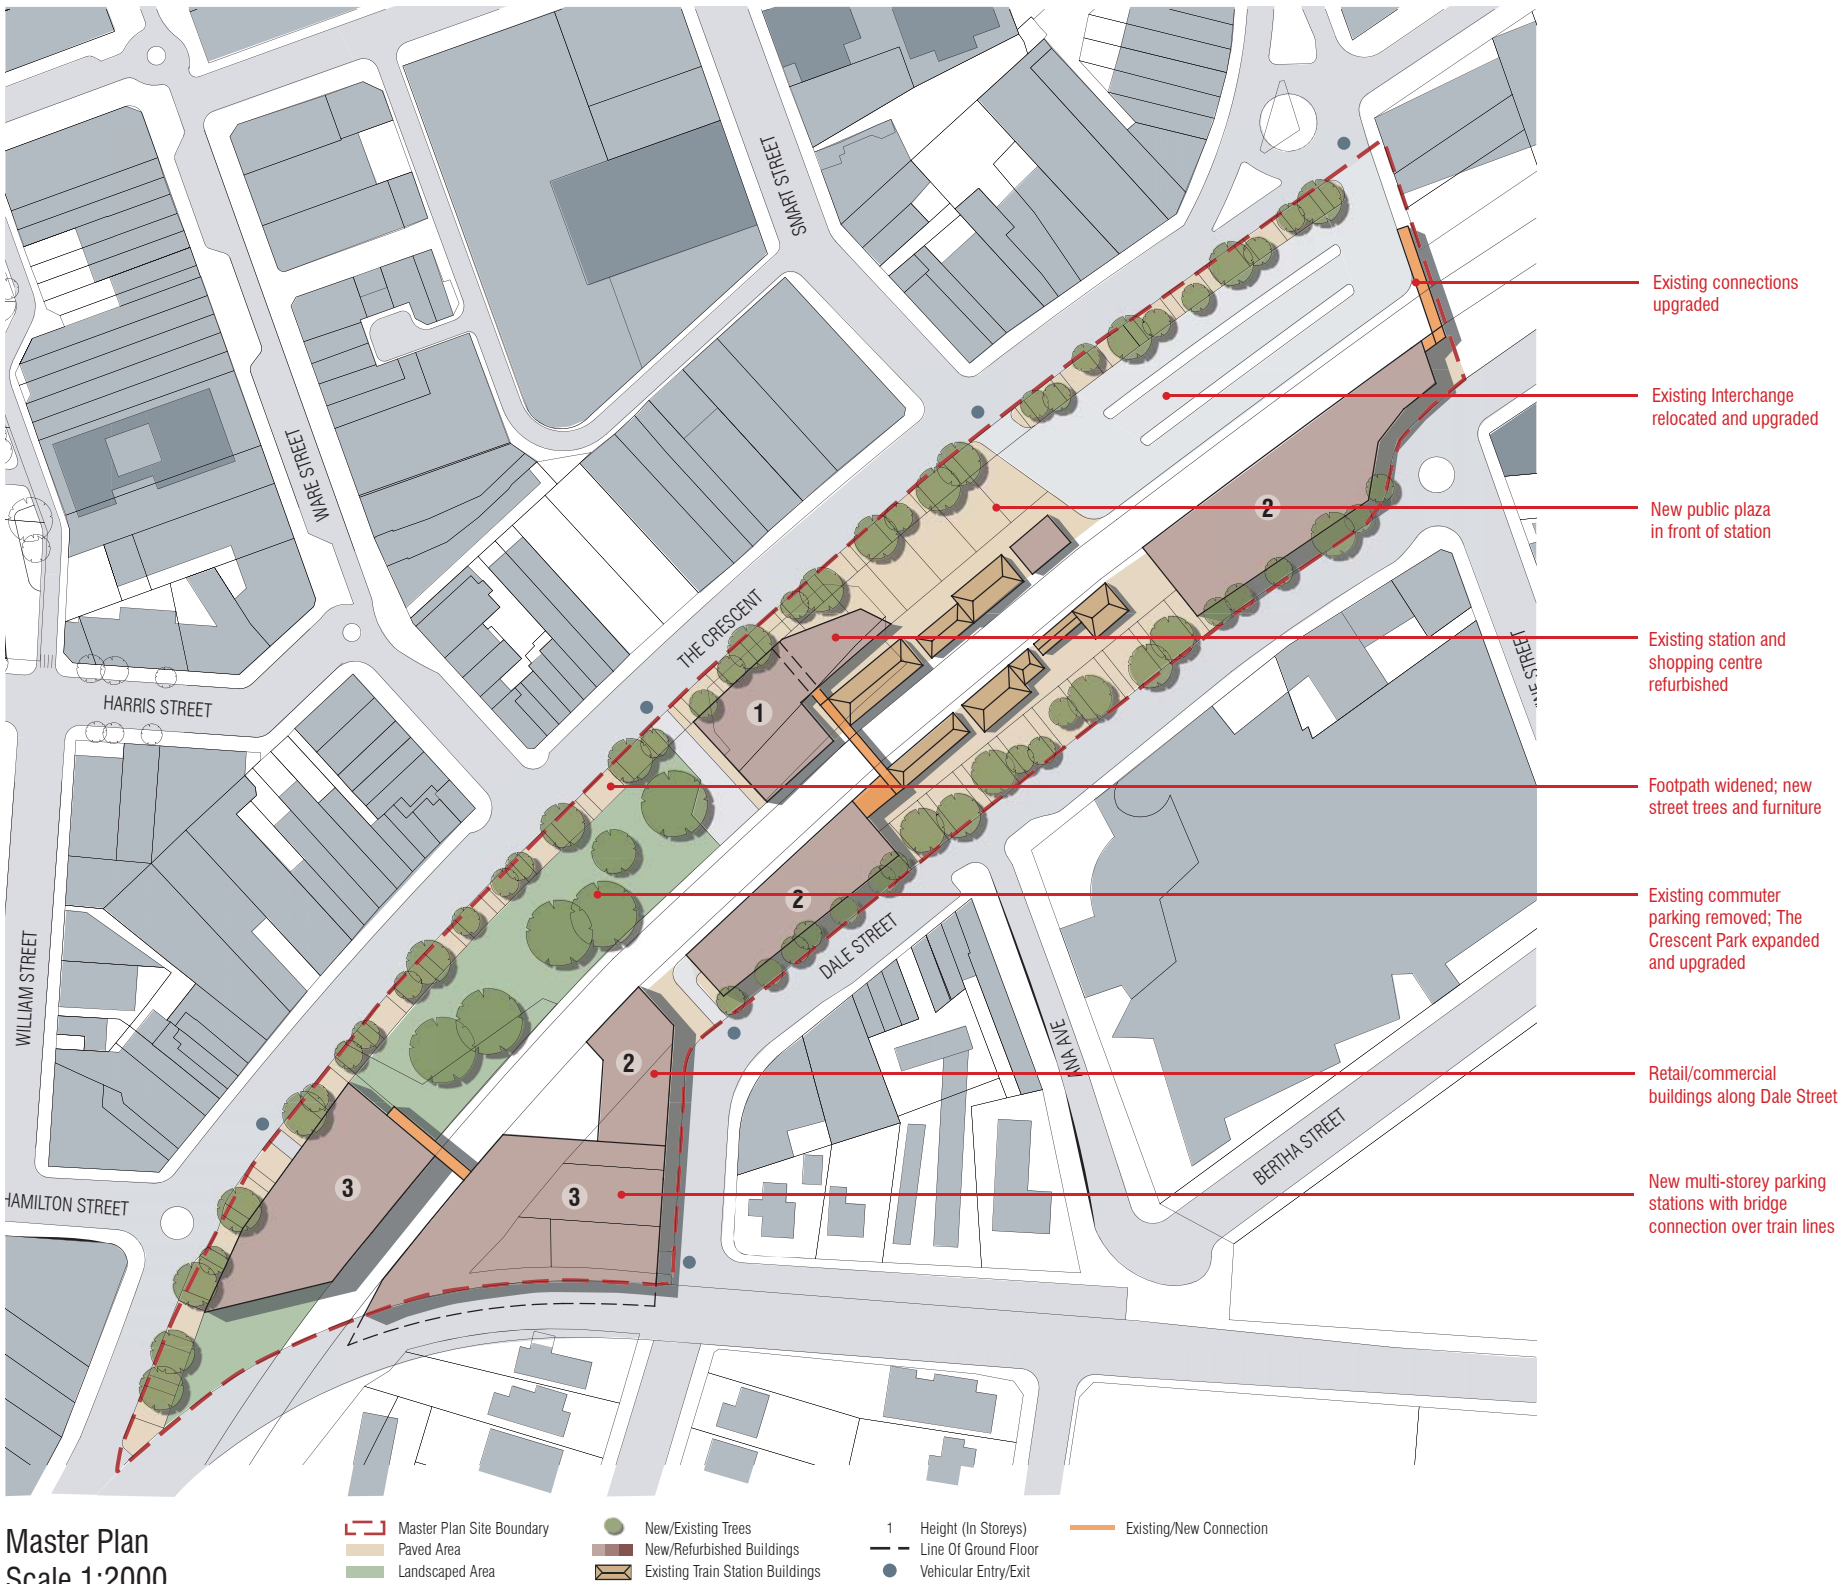 SMART STREET
WARE STREET
THE CRESCENT
HARRIS STREET
WILLIAM STREET
HAMILTON STREET
DALE STREET
ANA AVE
BERTHA STREET
STREET
2
1
2
2
3
3
Existing connections
upgraded
Existing Interchange
relocated and upgraded
New public plaza
in front of station
Existing station and
shopping centre
refurbished
Footpath widened; new
street trees and furniture
Existing commuter
parking removed; The
Crescent Park expanded
and upgraded
Retail/commercial
buildings along Dale Street
New multi-storey parking
stations with bridge
connection over train lines
Master Plan
Scale 1:2000
Master Plan Site Boundary
Paved Area
Landscaped Area
New/Existing Trees
New/Refurbished Buildings
Existing Train Station Buildings
1 Height (In Storeys)
Line Of Ground Floor
Vehicular Entry/Exit
Existing/New Connection